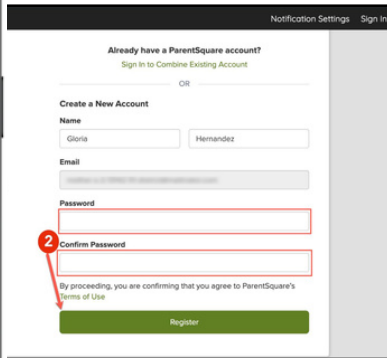 Notification Settings Sign In
Already have a ParentSquare account?
Sign In to Combine Existing Account
OR
Create a New Account
Name
Gloria Hernandez
Email
Password
2
Confirm Password
By proceeding, you are confirming that you agree to ParentSquare's
Terms of Use
Register